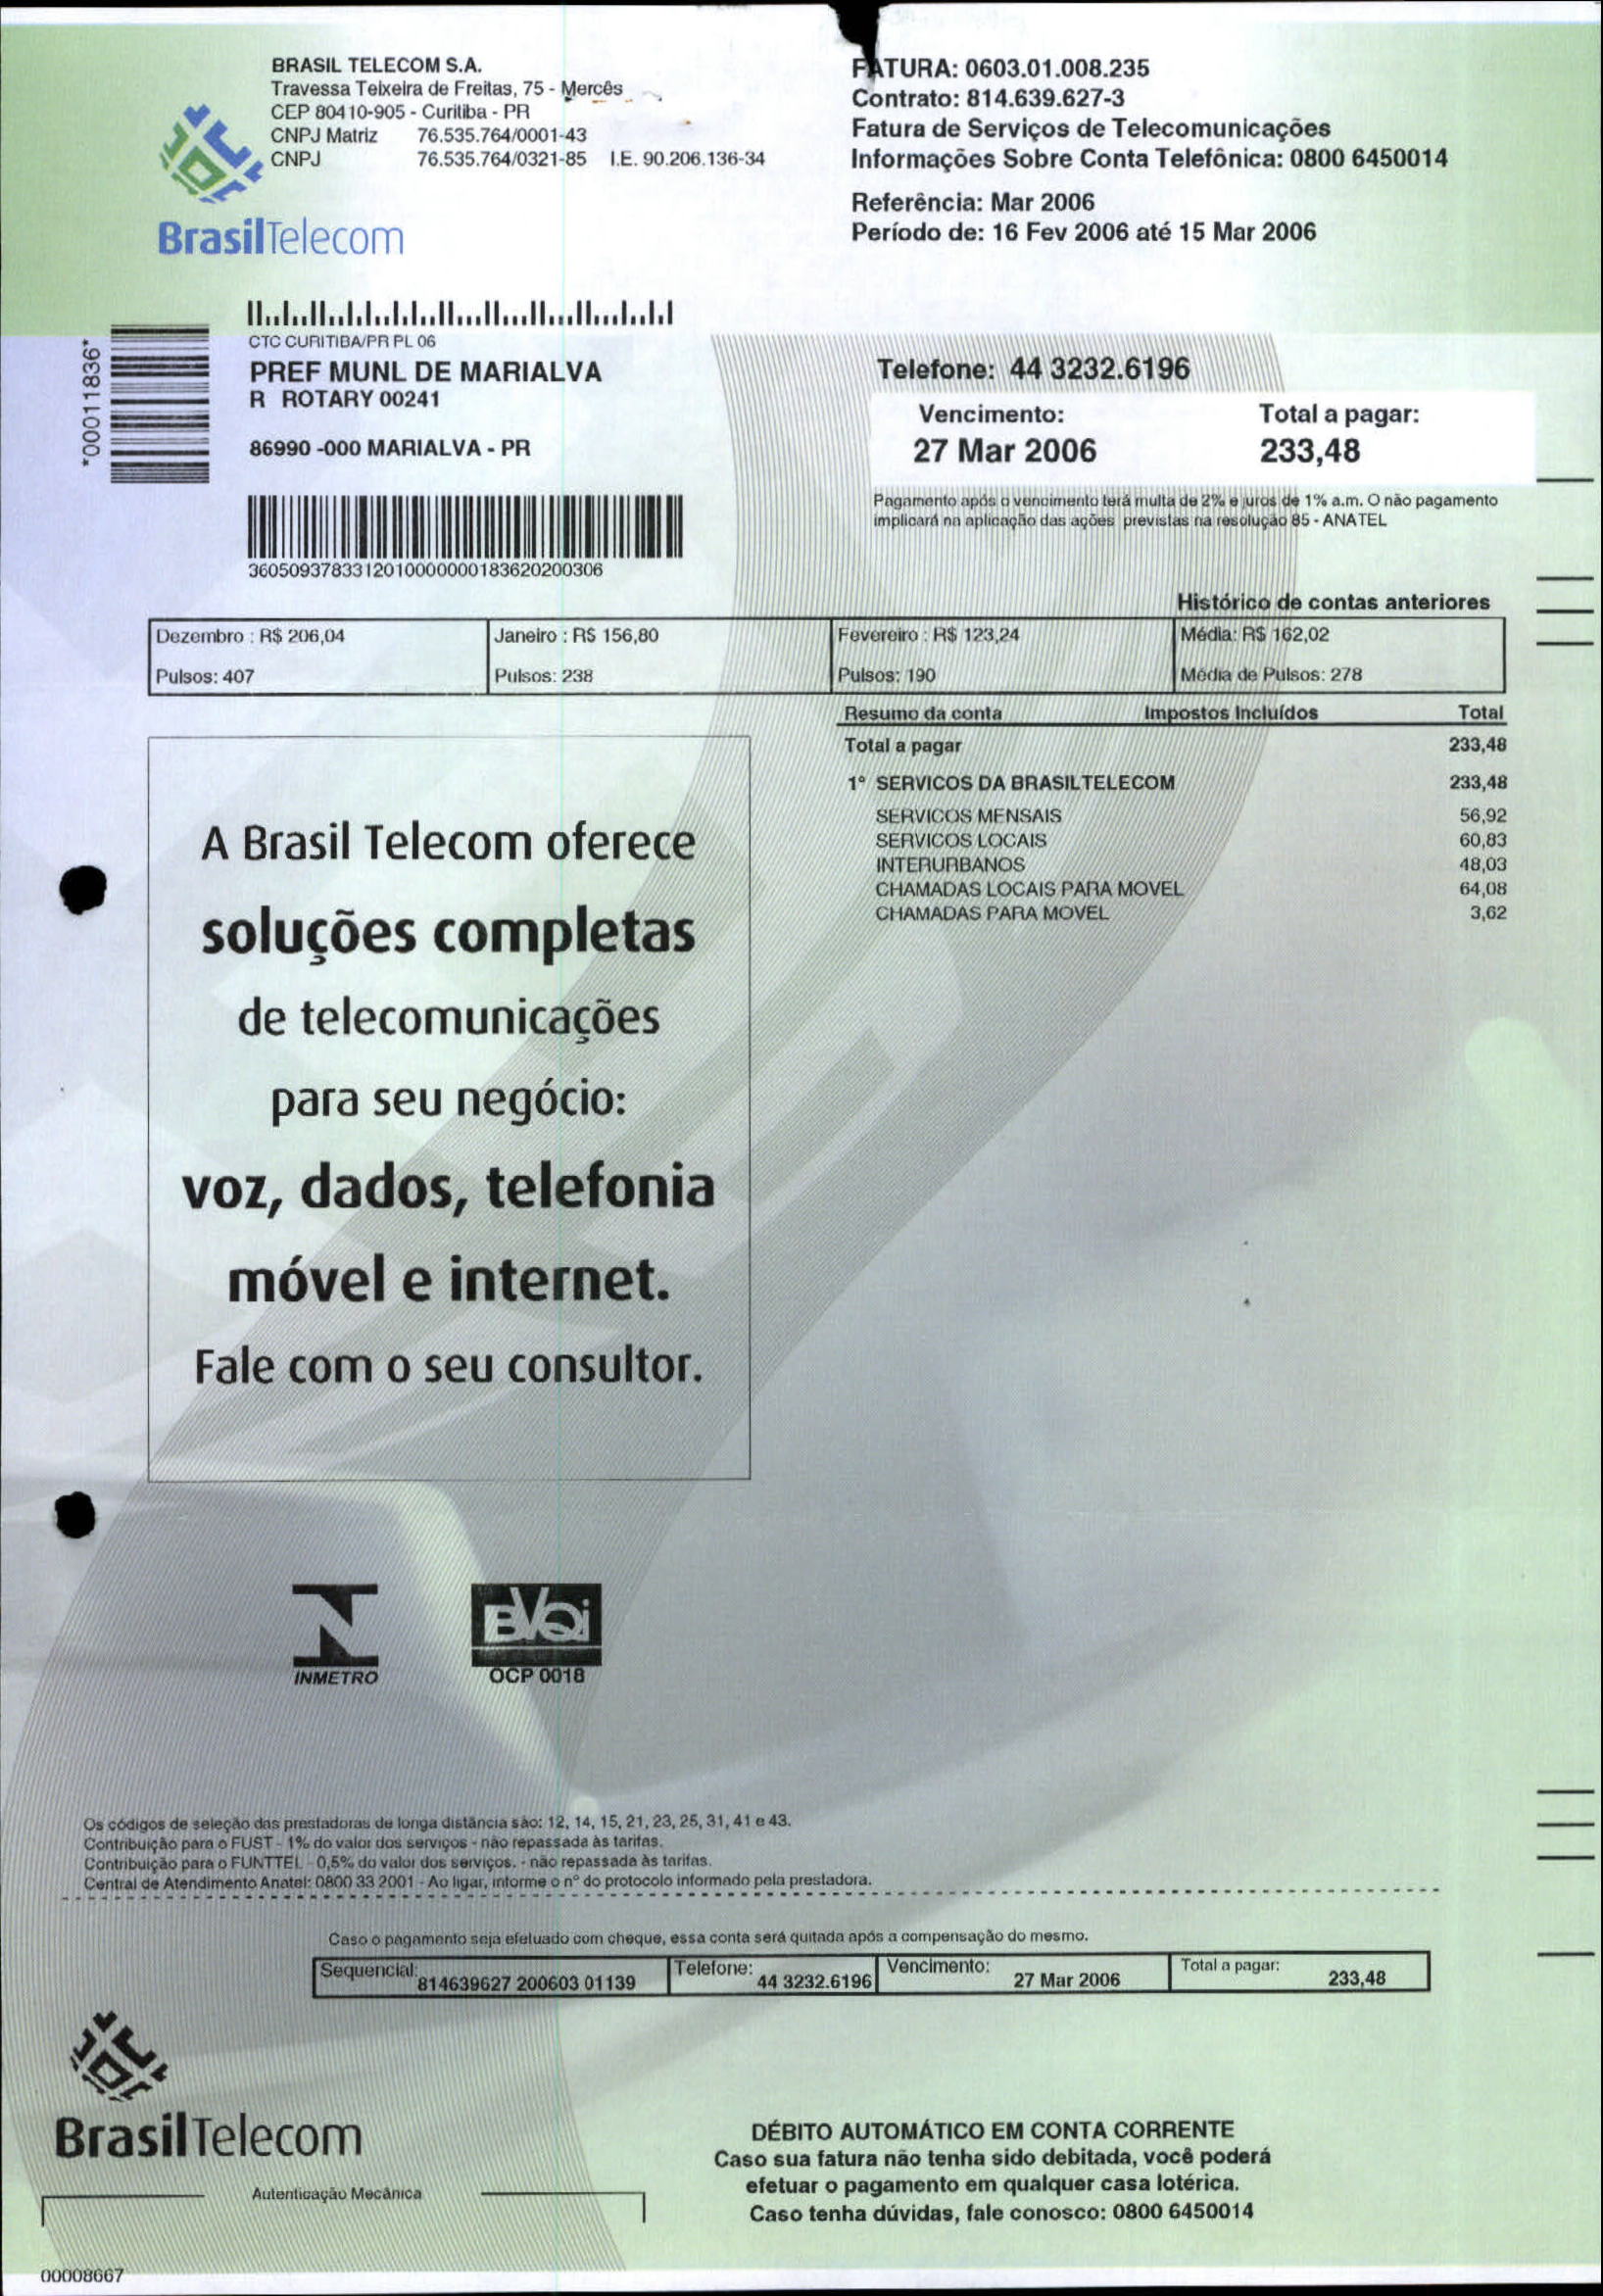 BRASIL TELECOM S.A.
Travessa Teixeira de Freitas, 75 - Mercês
CEP 80410-905 - Curitiba - PR
CNPJ Matriz 76.535.764/0001-43
CNPJ 76.535.764/0321-85 I.E. 90.206.136-34
BrasilTelecom
FATURA: 0603.01.008.235
Contrato: 814.639.627-3
Fatura de Serviços de Telecomunicações
Informações Sobre Conta Telefônica: 0800 6450014
Referência: Mar 2006
Período de: 16 Fev 2006 até 15 Mar 2006
*00011836*
CTC CURITIBA/PR PL 06
PREF MUNL DE MARIALVA
R ROTARY 00241
86990 -000 MARIALVA - PR
360509378331201000000018362020​0306
Telefone: 44 3232.6196
Vencimento: Total a pagar:
27 Mar 2006 233,48
Pagamento após o vencimento terá multa de 2% e juros de 1% a.m. O não pagamento
implicará na aplicação das ações previstas na resolução 85 - ANATEL
Histórico de contas anteriores
Dezembro : R$ 206,04 Janeiro : R$ 156,80 Fevereiro : R$ 123,24 Média: R$ 162,02
Pulsos: 407 Pulsos: 238 Pulsos: 190 Média de Pulsos: 278
Resumo da conta Impostos Incluídos Total
Total a pagar 233,48
1º SERVICOS DA BRASILTELECOM 233,48
SERVICOS MENSAIS 56,92
SERVICOS LOCAIS 60,83
INTERURBANOS 48,03
CHAMADAS LOCAIS PARA MOVEL 64,08
CHAMADAS PARA MOVEL 3,62
A Brasil Telecom oferece
soluções completas
de telecomunicações
para seu negócio:
voz, dados, telefonia
móvel e internet.
Fale com o seu consultor.
INMETRO
BVQi
OCP 0018
Os códigos de seleção das prestadoras de longa distância são: 12, 14, 15, 21, 23, 25, 31, 41 e 43.
Contribuição para o FUST - 1% do valor dos serviços - não repassada às tarifas.
Contribuição para o FUNTTEL - 0,5% do valor dos serviços. - não repassada às tarifas.
Central de Atendimento Anatel: 0800 33 2001 - Ao ligar, informe o nº do protocolo informado pela prestadora.
Caso o pagamento seja efetuado com cheque, essa conta será quitada após a compensação do mesmo.
Sequencial: Telefone: Vencimento: Total a pagar:
814639627 200603 01139 44 3232.6196 27 Mar 2006 233,48
BrasilTelecom
Autenticação Mecânica
DÉBITO AUTOMÁTICO EM CONTA CORRENTE
Caso sua fatura não tenha sido debitada, você poderá
efetuar o pagamento em qualquer casa lotérica.
Caso tenha dúvidas, fale conosco: 0800 6450014
00008667